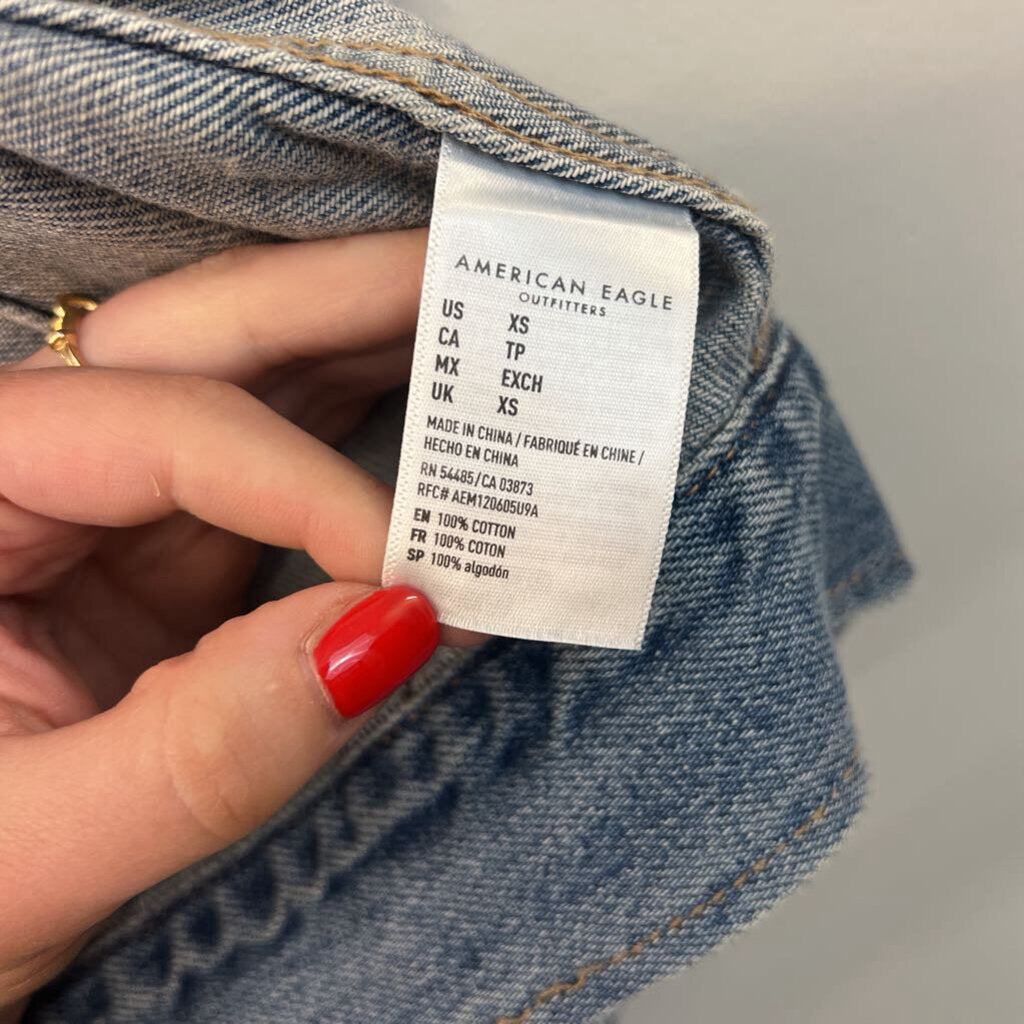 AMERICAN EAGLE
OUTFITTERS
US XS
CA TP
MX EXCH
UK XS
MADE IN CHINA / FABRIQUÉ EN CHINE /
HECHO EN CHINA
RN 54485/CA 03873
RFC# AEM120605U9A
EN 100% COTTON
FR 100% COTON
SP 100% algodón